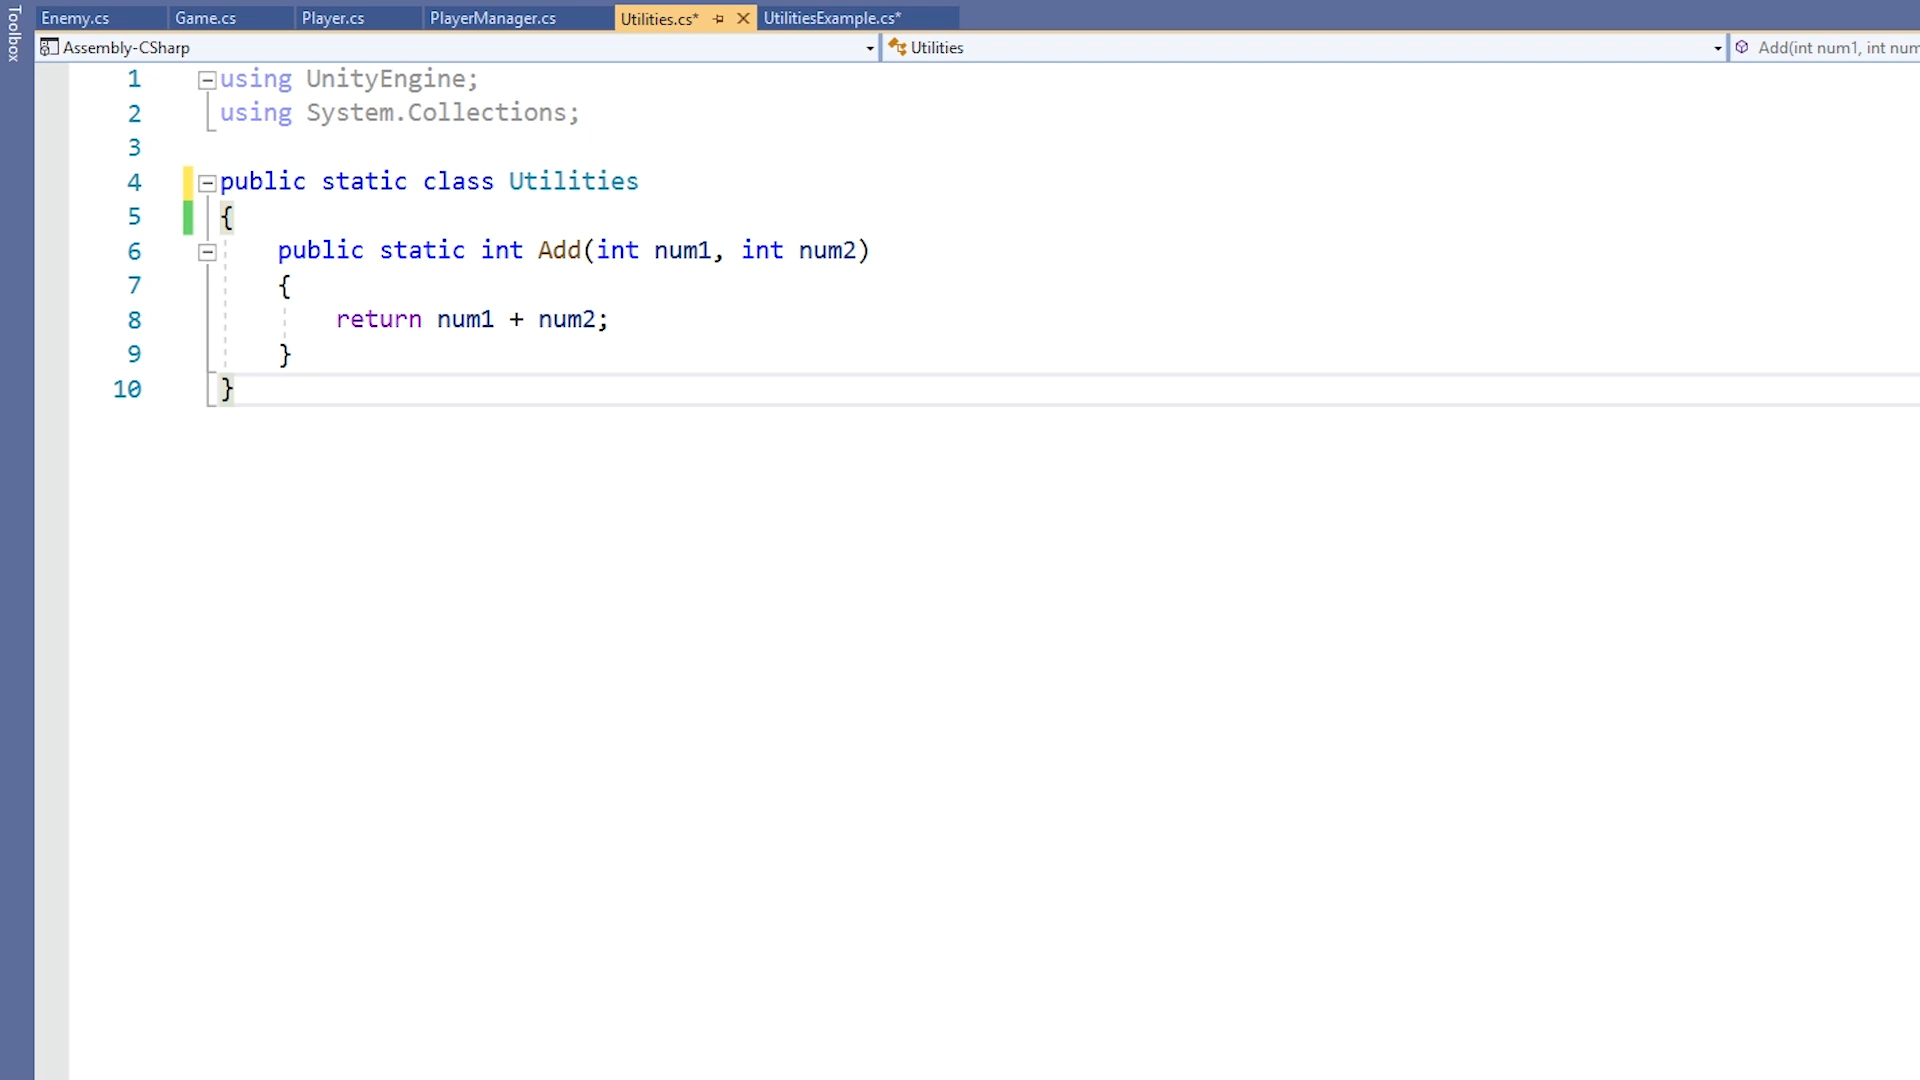 Toolbox
Enemy.cs Game.cs Player.cs PlayerManager.cs Utilities.cs* UtilitiesExample.cs*
Assembly-CSharp Utilities Add(int num1, int num
1 using UnityEngine;
2 using System.Collections;
3
4 public static class Utilities
5 {
6 public static int Add(int num1, int num2)
7 {
8 return num1 + num2;
9 }
10 }